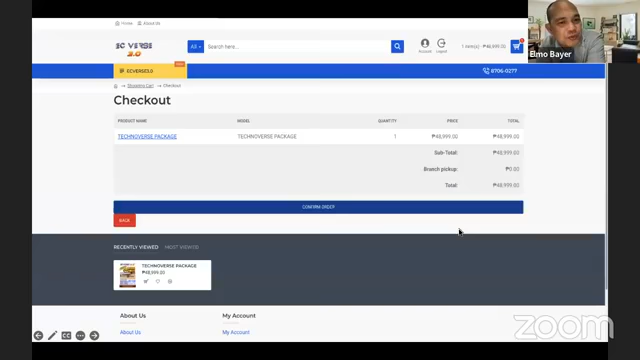 Home About Us
EC VERSE
3.0
All Search here...
Account Logout
1 item(s) - ₱48,999.00
Elmo Bayer
ECVERSE3.0
8706-0277
Shopping Cart Checkout
Checkout
PRODUCT NAME MODEL QUANTITY PRICE TOTAL
TECHNOVERSE PACKAGE TECHNOVERSE PACKAGE 1 ₱48,999.00 ₱48,999.00
Sub-Total: ₱48,999.00
Branch pickup: ₱0.00
Total: ₱48,999.00
CONFIRM ORDER
BACK
RECENTLY VIEWED MOST VIEWED
TECHNOVERSE PACKAGE
₱48,999.00
About Us My Account
About Us My Account
CC
zoom